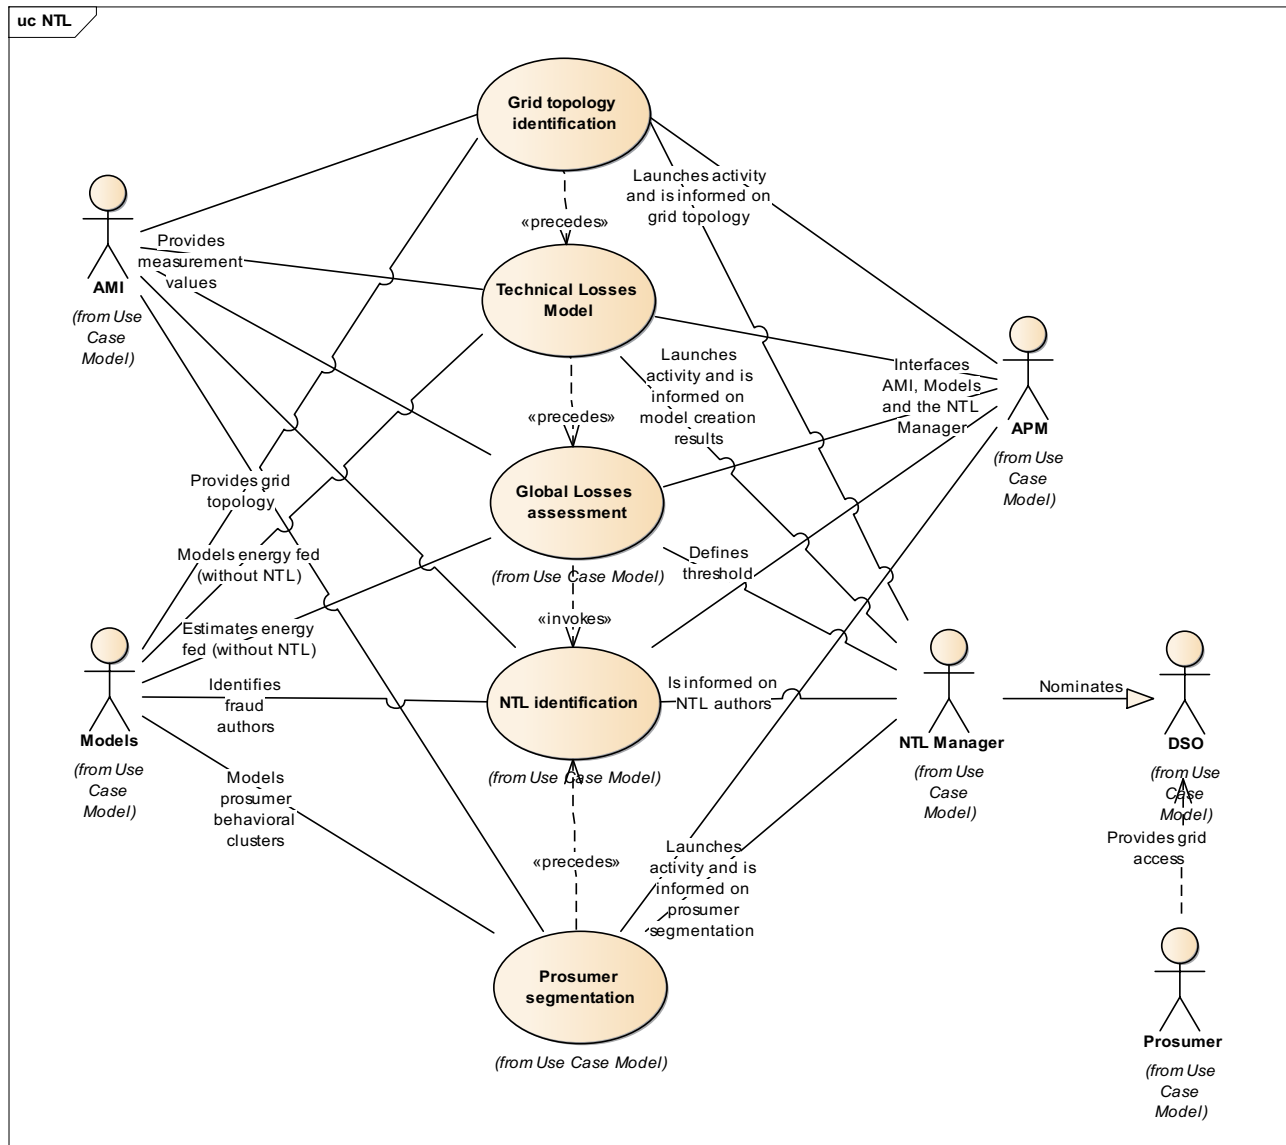 uc NTL
Grid topology
identification
Launches activity
and is informed on
grid topology
«precedes»
Provides
measurement
values
AMI
(from Use
Case
Model)
Technical Losses
Model
Launches
activity and is
informed on
model creation
results
Interfaces
AMI, Models
and the NTL
Manager
APM
(from Use
Case
Model)
«precedes»
Provides grid
topology
Global Losses
assessment
(from Use Case Model)
Models energy fed
(without NTL)
Defines
threshold
«invokes»
Estimates energy
fed (without NTL)
Models
(from Use
Case
Model)
Identifies
fraud
authors
NTL identification
(from Use Case Model)
Is informed on
NTL authors
NTL Manager
(from Use
Case
Model)
Nominates
DSO
(from Use
Case
Model)
Models
prosumer
behavioral
clusters
«precedes»
Launches
activity and is
informed on
prosumer
segmentation
Provides grid
access
Prosumer
segmentation
(from Use Case Model)
Prosumer
(from Use
Case
Model)